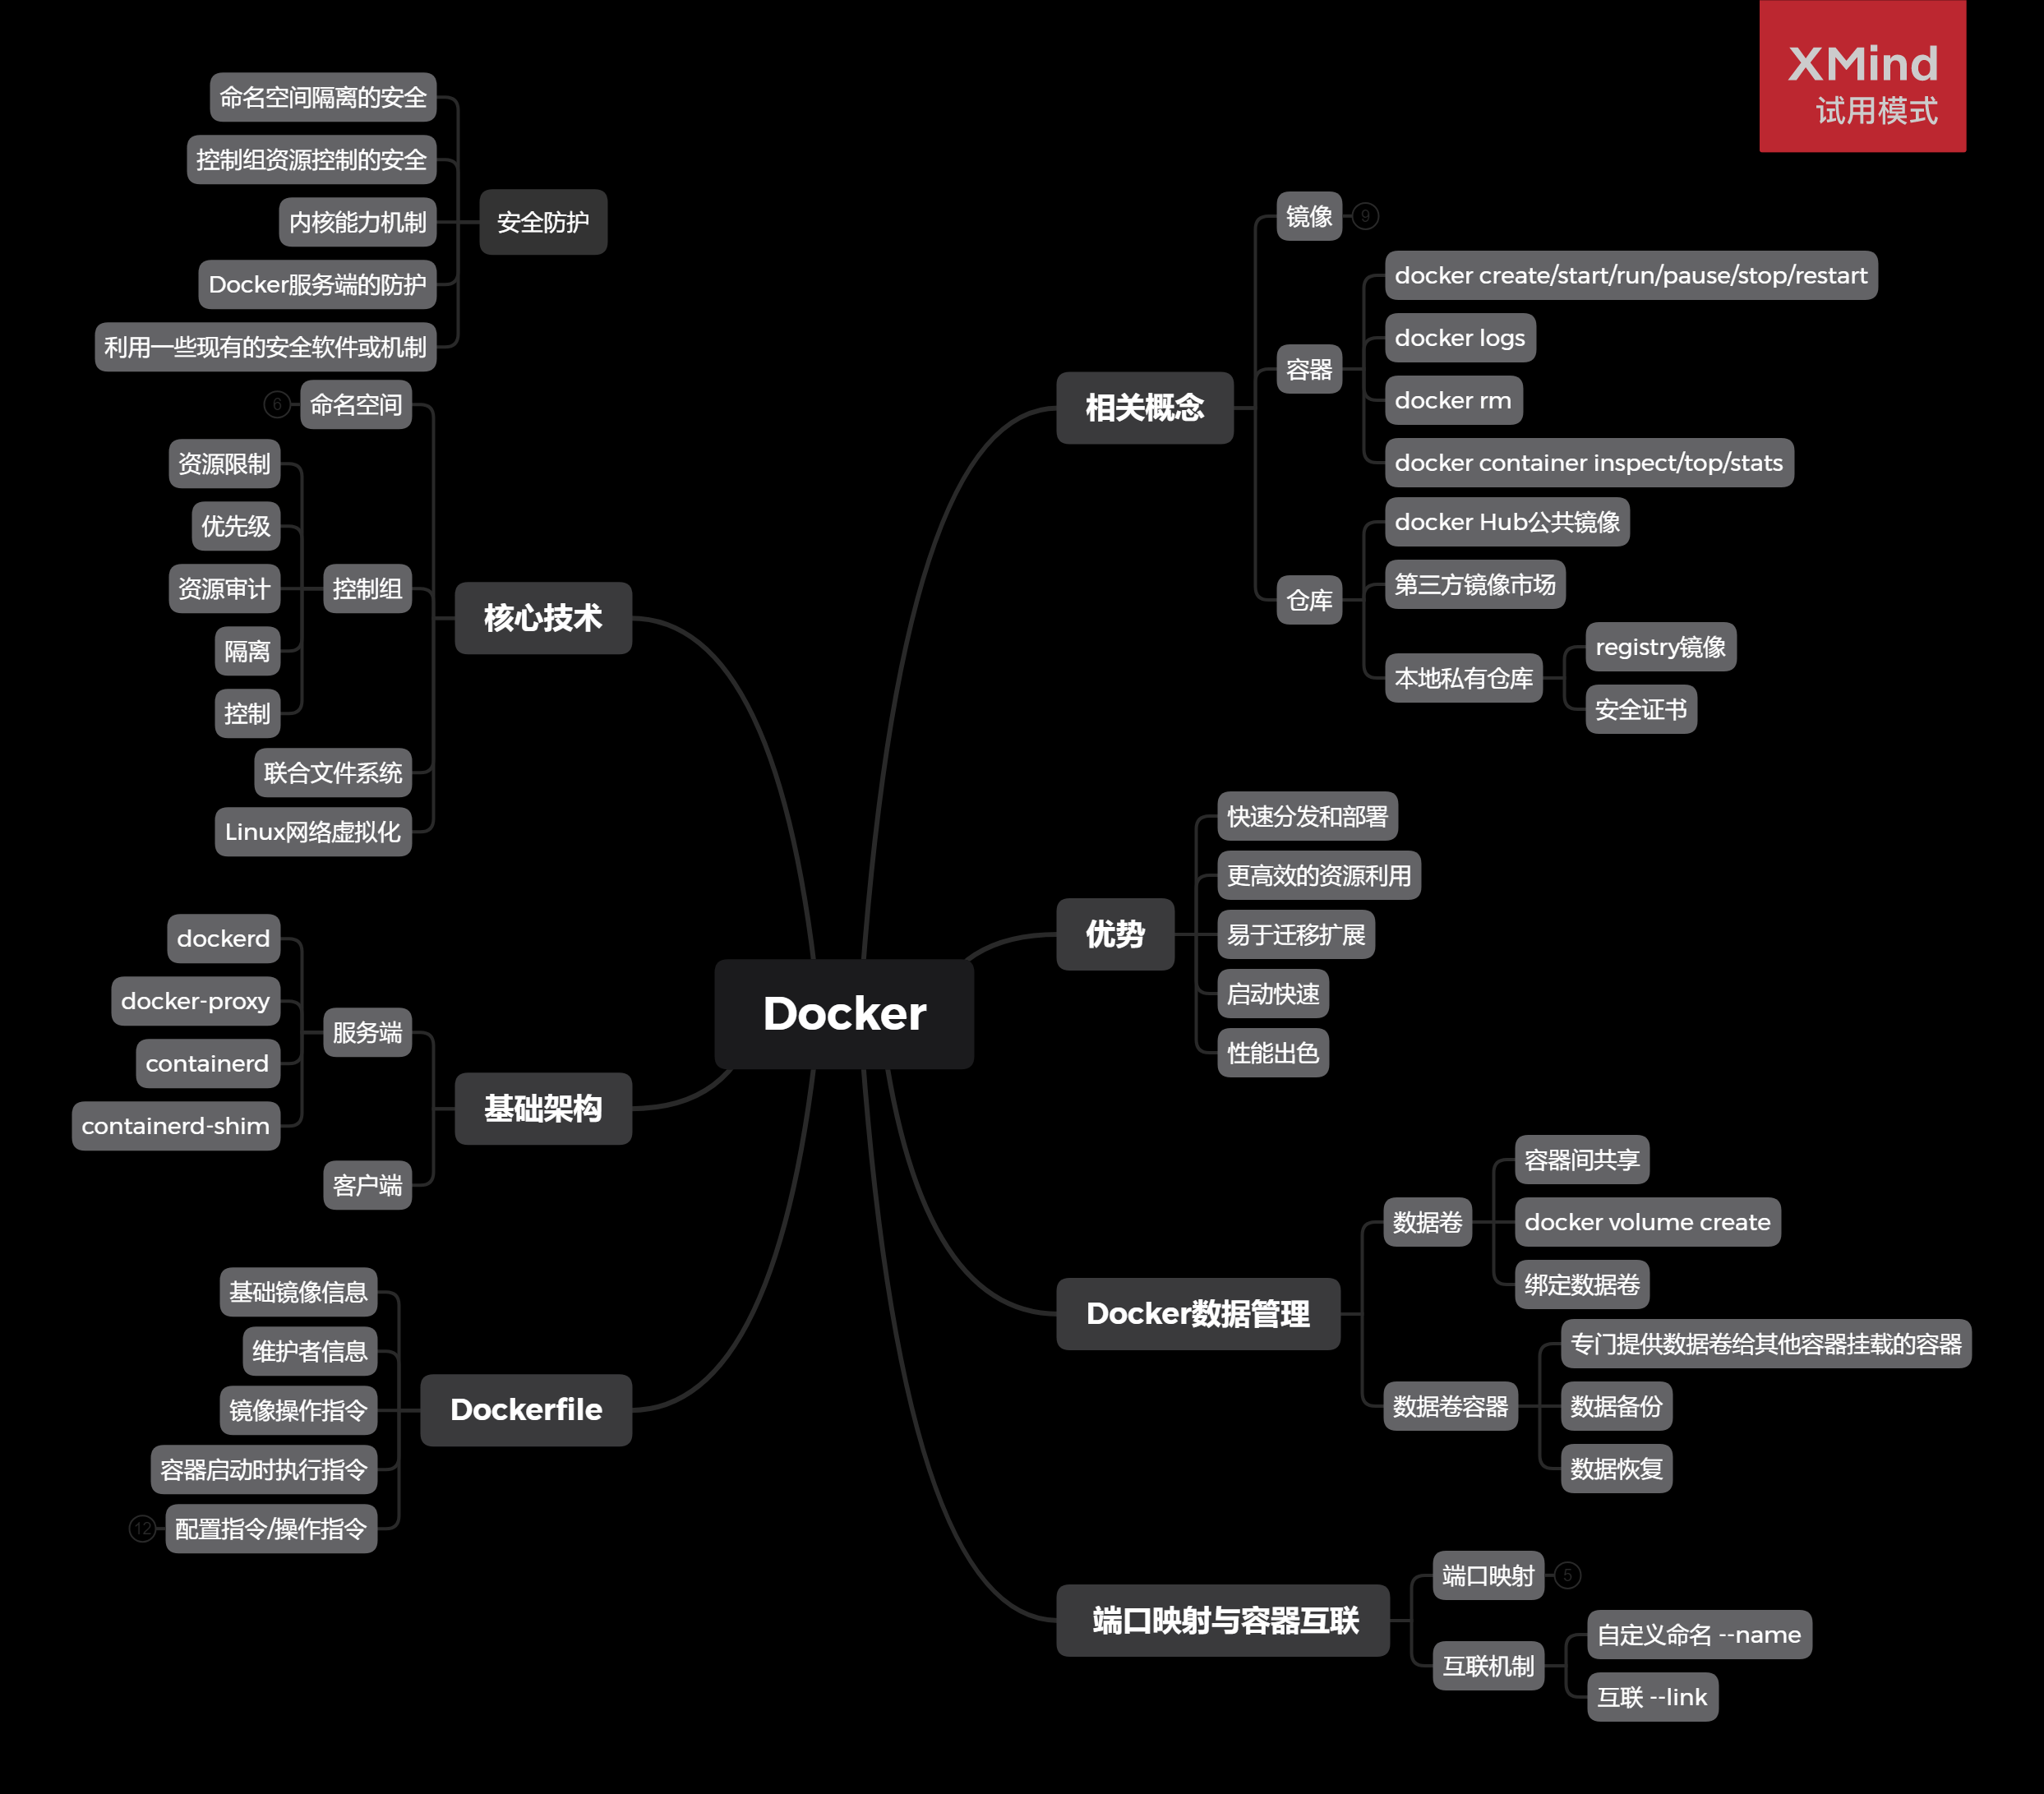 XMind
试用模式
Docker
相关概念
镜像
9
容器
docker create/start/run/pause/stop/restart
docker logs
docker rm
docker container inspect/top/stats
仓库
docker Hub公共镜像
第三方镜像市场
本地私有仓库
registry镜像
安全证书
优势
快速分发和部署
更高效的资源利用
易于迁移扩展
启动快速
性能出色
Docker数据管理
数据卷
容器间共享
docker volume create
绑定数据卷
数据卷容器
专门提供数据卷给其他容器挂载的容器
数据备份
数据恢复
端口映射与容器互联
端口映射
5
互联机制
自定义命名 --name
互联 --link
安全防护
命名空间隔离的安全
控制组资源控制的安全
内核能力机制
Docker服务端的防护
利用一些现有的安全软件或机制
核心技术
命名空间
6
控制组
资源限制
优先级
资源审计
隔离
控制
联合文件系统
Linux网络虚拟化
基础架构
服务端
dockerd
docker-proxy
containerd
containerd-shim
客户端
Dockerfile
基础镜像信息
维护者信息
镜像操作指令
容器启动时执行指令
配置指令/操作指令
12